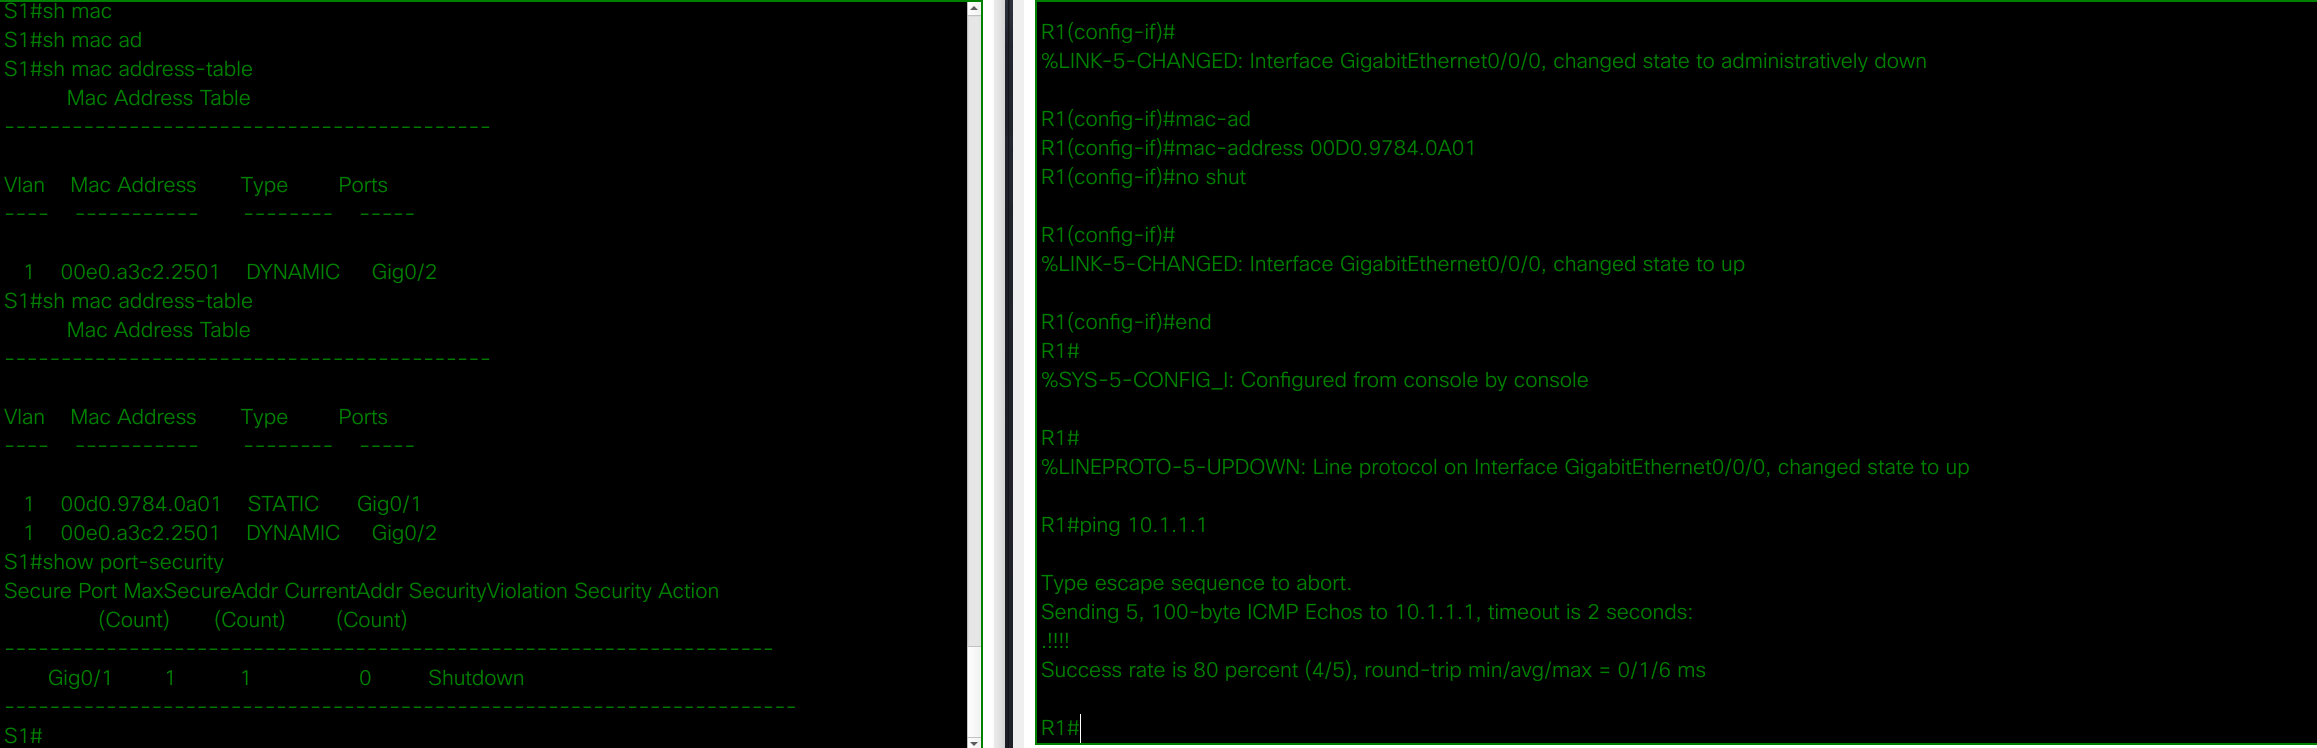 S1#sh mac
S1#sh mac ad
S1#sh mac address-table
Mac Address Table
-------------------------------------------
Vlan Mac Address Type Ports
---- ----------- -------- -----
1 00e0.a3c2.2501 DYNAMIC Gig0/2
S1#sh mac address-table
Mac Address Table
-------------------------------------------
Vlan Mac Address Type Ports
---- ----------- -------- -----
1 00d0.9784.0a01 STATIC Gig0/1
1 00e0.a3c2.2501 DYNAMIC Gig0/2
S1#show port-security
Secure Port MaxSecureAddr CurrentAddr SecurityViolation Security Action
(Count) (Count) (Count)
--------------------------------------------------------------------
Gig0/1 1 1 0 Shutdown
----------------------------------------------------------------------
S1#
R1(config-if)#
%LINK-5-CHANGED: Interface GigabitEthernet0/0/0, changed state to administratively down
R1(config-if)#mac-ad
R1(config-if)#mac-address 00D0.9784.0A01
R1(config-if)#no shut
R1(config-if)#
%LINK-5-CHANGED: Interface GigabitEthernet0/0/0, changed state to up
R1(config-if)#end
R1#
%SYS-5-CONFIG_I: Configured from console by console
R1#
%LINEPROTO-5-UPDOWN: Line protocol on Interface GigabitEthernet0/0/0, changed state to up
R1#ping 10.1.1.1
Type escape sequence to abort.
Sending 5, 100-byte ICMP Echos to 10.1.1.1, timeout is 2 seconds:
.!!!!
Success rate is 80 percent (4/5), round-trip min/avg/max = 0/1/6 ms
R1#